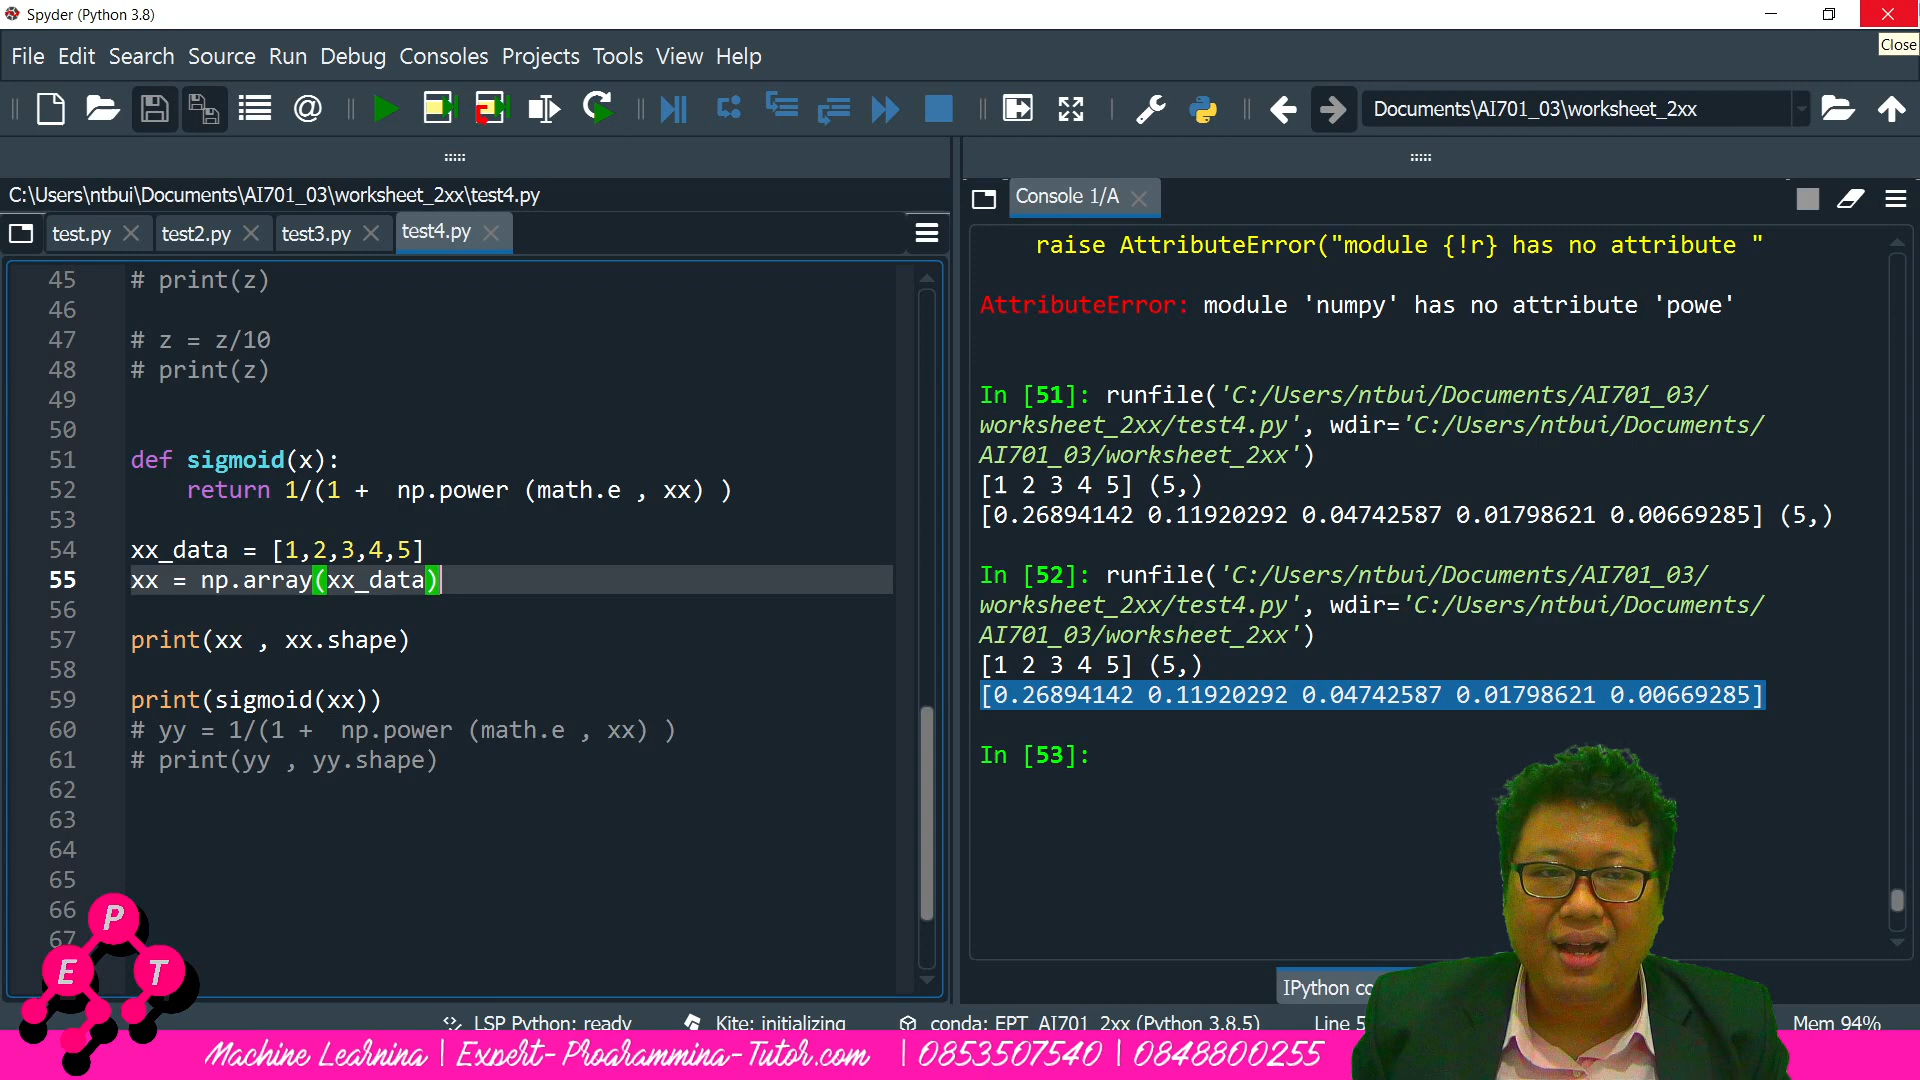 Spyder (Python 3.8)
Close
File Edit Search Source Run Debug Consoles Projects Tools View Help
Documents\AI701_03\worksheet_2xx
C:\Users\ntbui\Documents\AI701_03\worksheet_2xx\test4.py
test.py test2.py test3.py test4.py
45 # print(z)
46
47 # z = z/10
48 # print(z)
49
50
51 def sigmoid(x):
52 return 1/(1 +  np.power (math.e , xx) )
53
54 xx_data = [1,2,3,4,5]
55 xx = np.array(xx_data)
56
57 print(xx , xx.shape)
58
59 print(sigmoid(xx))
60 # yy = 1/(1 +  np.power (math.e , xx) )
61 # print(yy , yy.shape)
62
63
64
65
66
67
Console 1/A
raise AttributeError("module {!r} has no attribute "
AttributeError: module 'numpy' has no attribute 'powe'
In [51]: runfile('C:/Users/ntbui/Documents/AI701_03/
worksheet_2xx/test4.py', wdir='C:/Users/ntbui/Documents/
AI701_03/worksheet_2xx')
[1 2 3 4 5] (5,)
[0.26894142 0.11920292 0.04742587 0.01798621 0.00669285] (5,)
In [52]: runfile('C:/Users/ntbui/Documents/AI701_03/
worksheet_2xx/test4.py', wdir='C:/Users/ntbui/Documents/
AI701_03/worksheet_2xx')
[1 2 3 4 5] (5,)
[0.26894142 0.11920292 0.04742587 0.01798621 0.00669285]
In [53]:
IPython co
LSP Python: ready Kite: initializing conda: EPT_AI701_2xx (Python 3.8.5) Line 5 Mem 94%
P
E T
Machine Learning | Expert-Programming-Tutor.com | 0853507540 | 0848800255